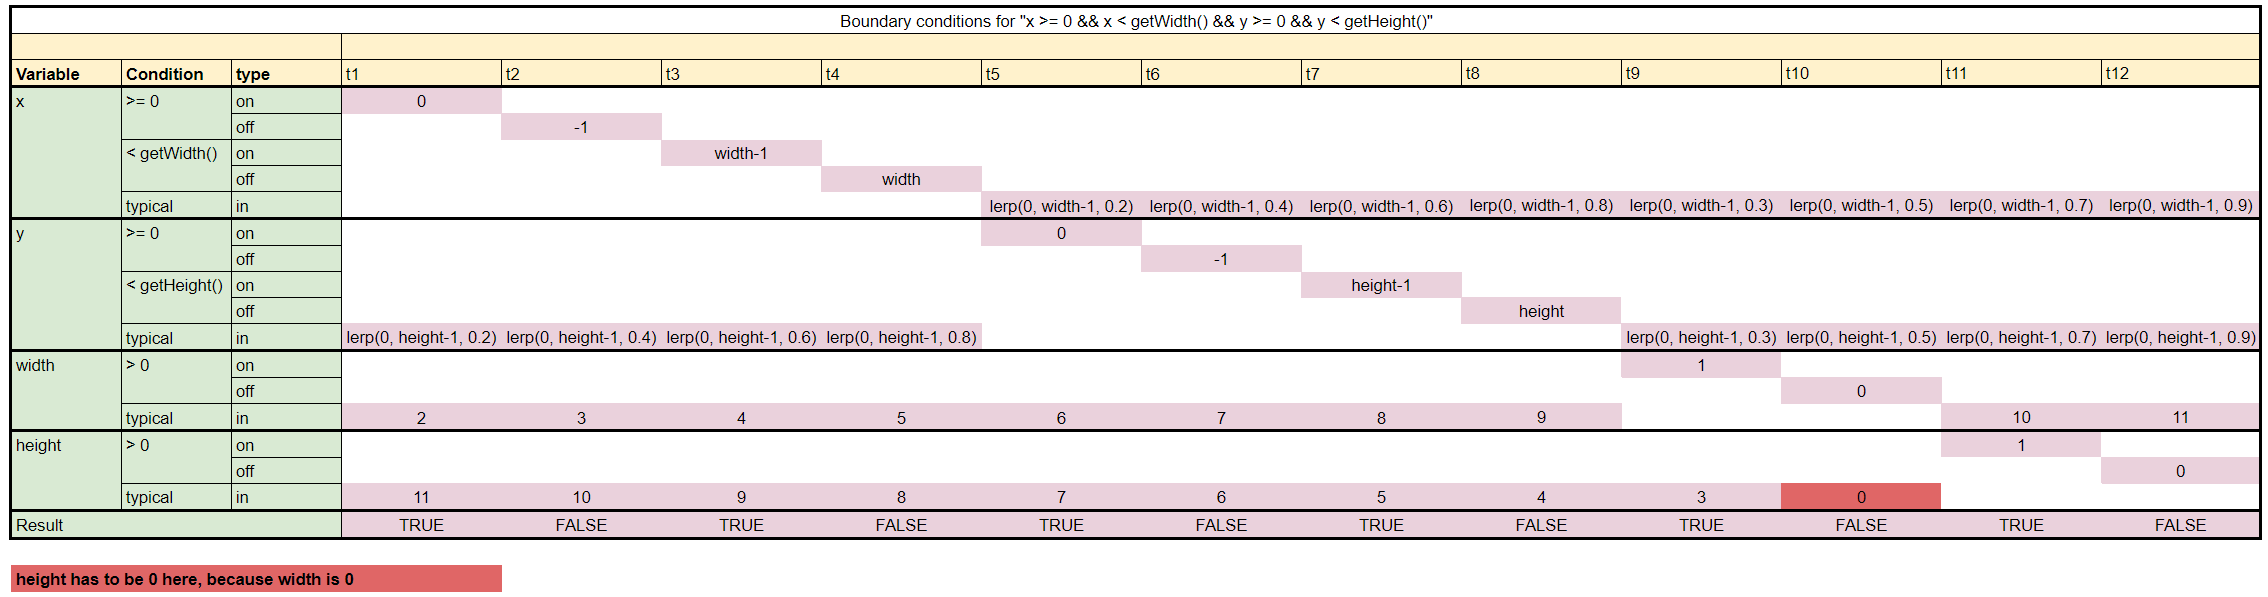 Boundary conditions for "x >= 0 && x < getWidth() && y >= 0 && y < getHeight()"
Variable Condition type t1 t2 t3 t4 t5 t6 t7 t8 t9 t10 t11 t12
x >= 0 on 0
off -1
< getWidth() on width-1
off width
typical in lerp(0, width-1, 0.2) lerp(0, width-1, 0.4) lerp(0, width-1, 0.6) lerp(0, width-1, 0.8) lerp(0, width-1, 0.3) lerp(0, width-1, 0.5) lerp(0, width-1, 0.7) lerp(0, width-1, 0.9)
y >= 0 on 0
off -1
< getHeight() on height-1
off height
typical in lerp(0, height-1, 0.2) lerp(0, height-1, 0.4) lerp(0, height-1, 0.6) lerp(0, height-1, 0.8) lerp(0, height-1, 0.3) lerp(0, height-1, 0.5) lerp(0, height-1, 0.7) lerp(0, height-1, 0.9)
width > 0 on 1
off 0
typical in 2 3 4 5 6 7 8 9 10 11
height > 0 on 1
off 0
typical in 11 10 9 8 7 6 5 4 3 0
Result TRUE FALSE TRUE FALSE TRUE FALSE TRUE FALSE TRUE FALSE TRUE FALSE
height has to be 0 here, because width is 0